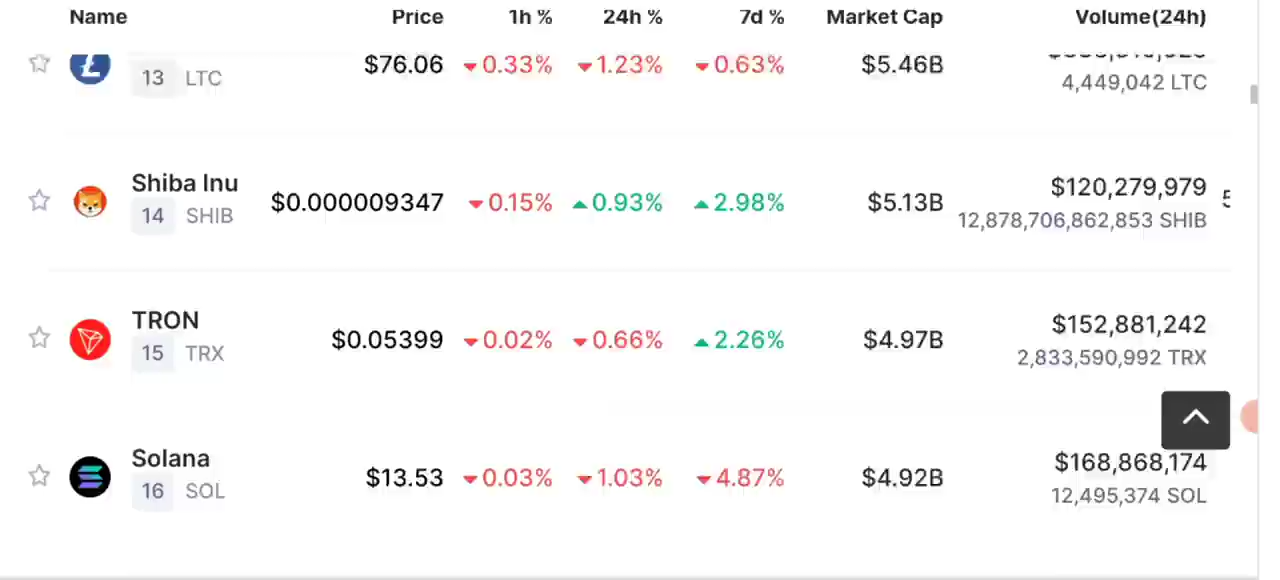 Name Price 1h % 24h % 7d % Market Cap Volume(24h)
13 LTC $76.06 0.33% 1.23% 0.63% $5.46B
4,449,042 LTC
Shiba Inu
14 SHIB $0.000009347 0.15% 0.93% 2.98% $5.13B $120,279,979
12,878,706,862,853 SHIB
TRON
15 TRX $0.05399 0.02% 0.66% 2.26% $4.97B $152,881,242
2,833,590,992 TRX
Solana
16 SOL $13.53 0.03% 1.03% 4.87% $4.92B $168,868,174
12,495,374 SOL